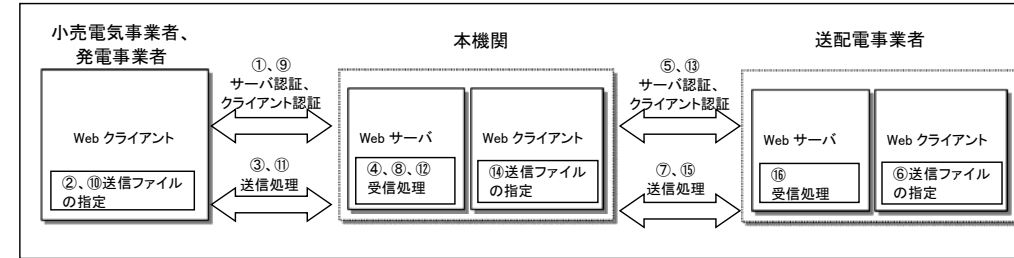 小売電気事業者、
発電事業者
本機関
送配電事業者
①、⑨
サーバ認証、
クライアント認証
⑤、⑬
サーバ認証、
クライアント認証
Web クライアント
Web サーバ
Web クライアント
Web サーバ
Web クライアント
②、⑩送信ファイル
の指定
③、⑪
送信処理
④、⑧、⑫
受信処理
⑭送信ファイル
の指定
⑦、⑮
送信処理
⑯
受信処理
⑥送信ファイル
の指定